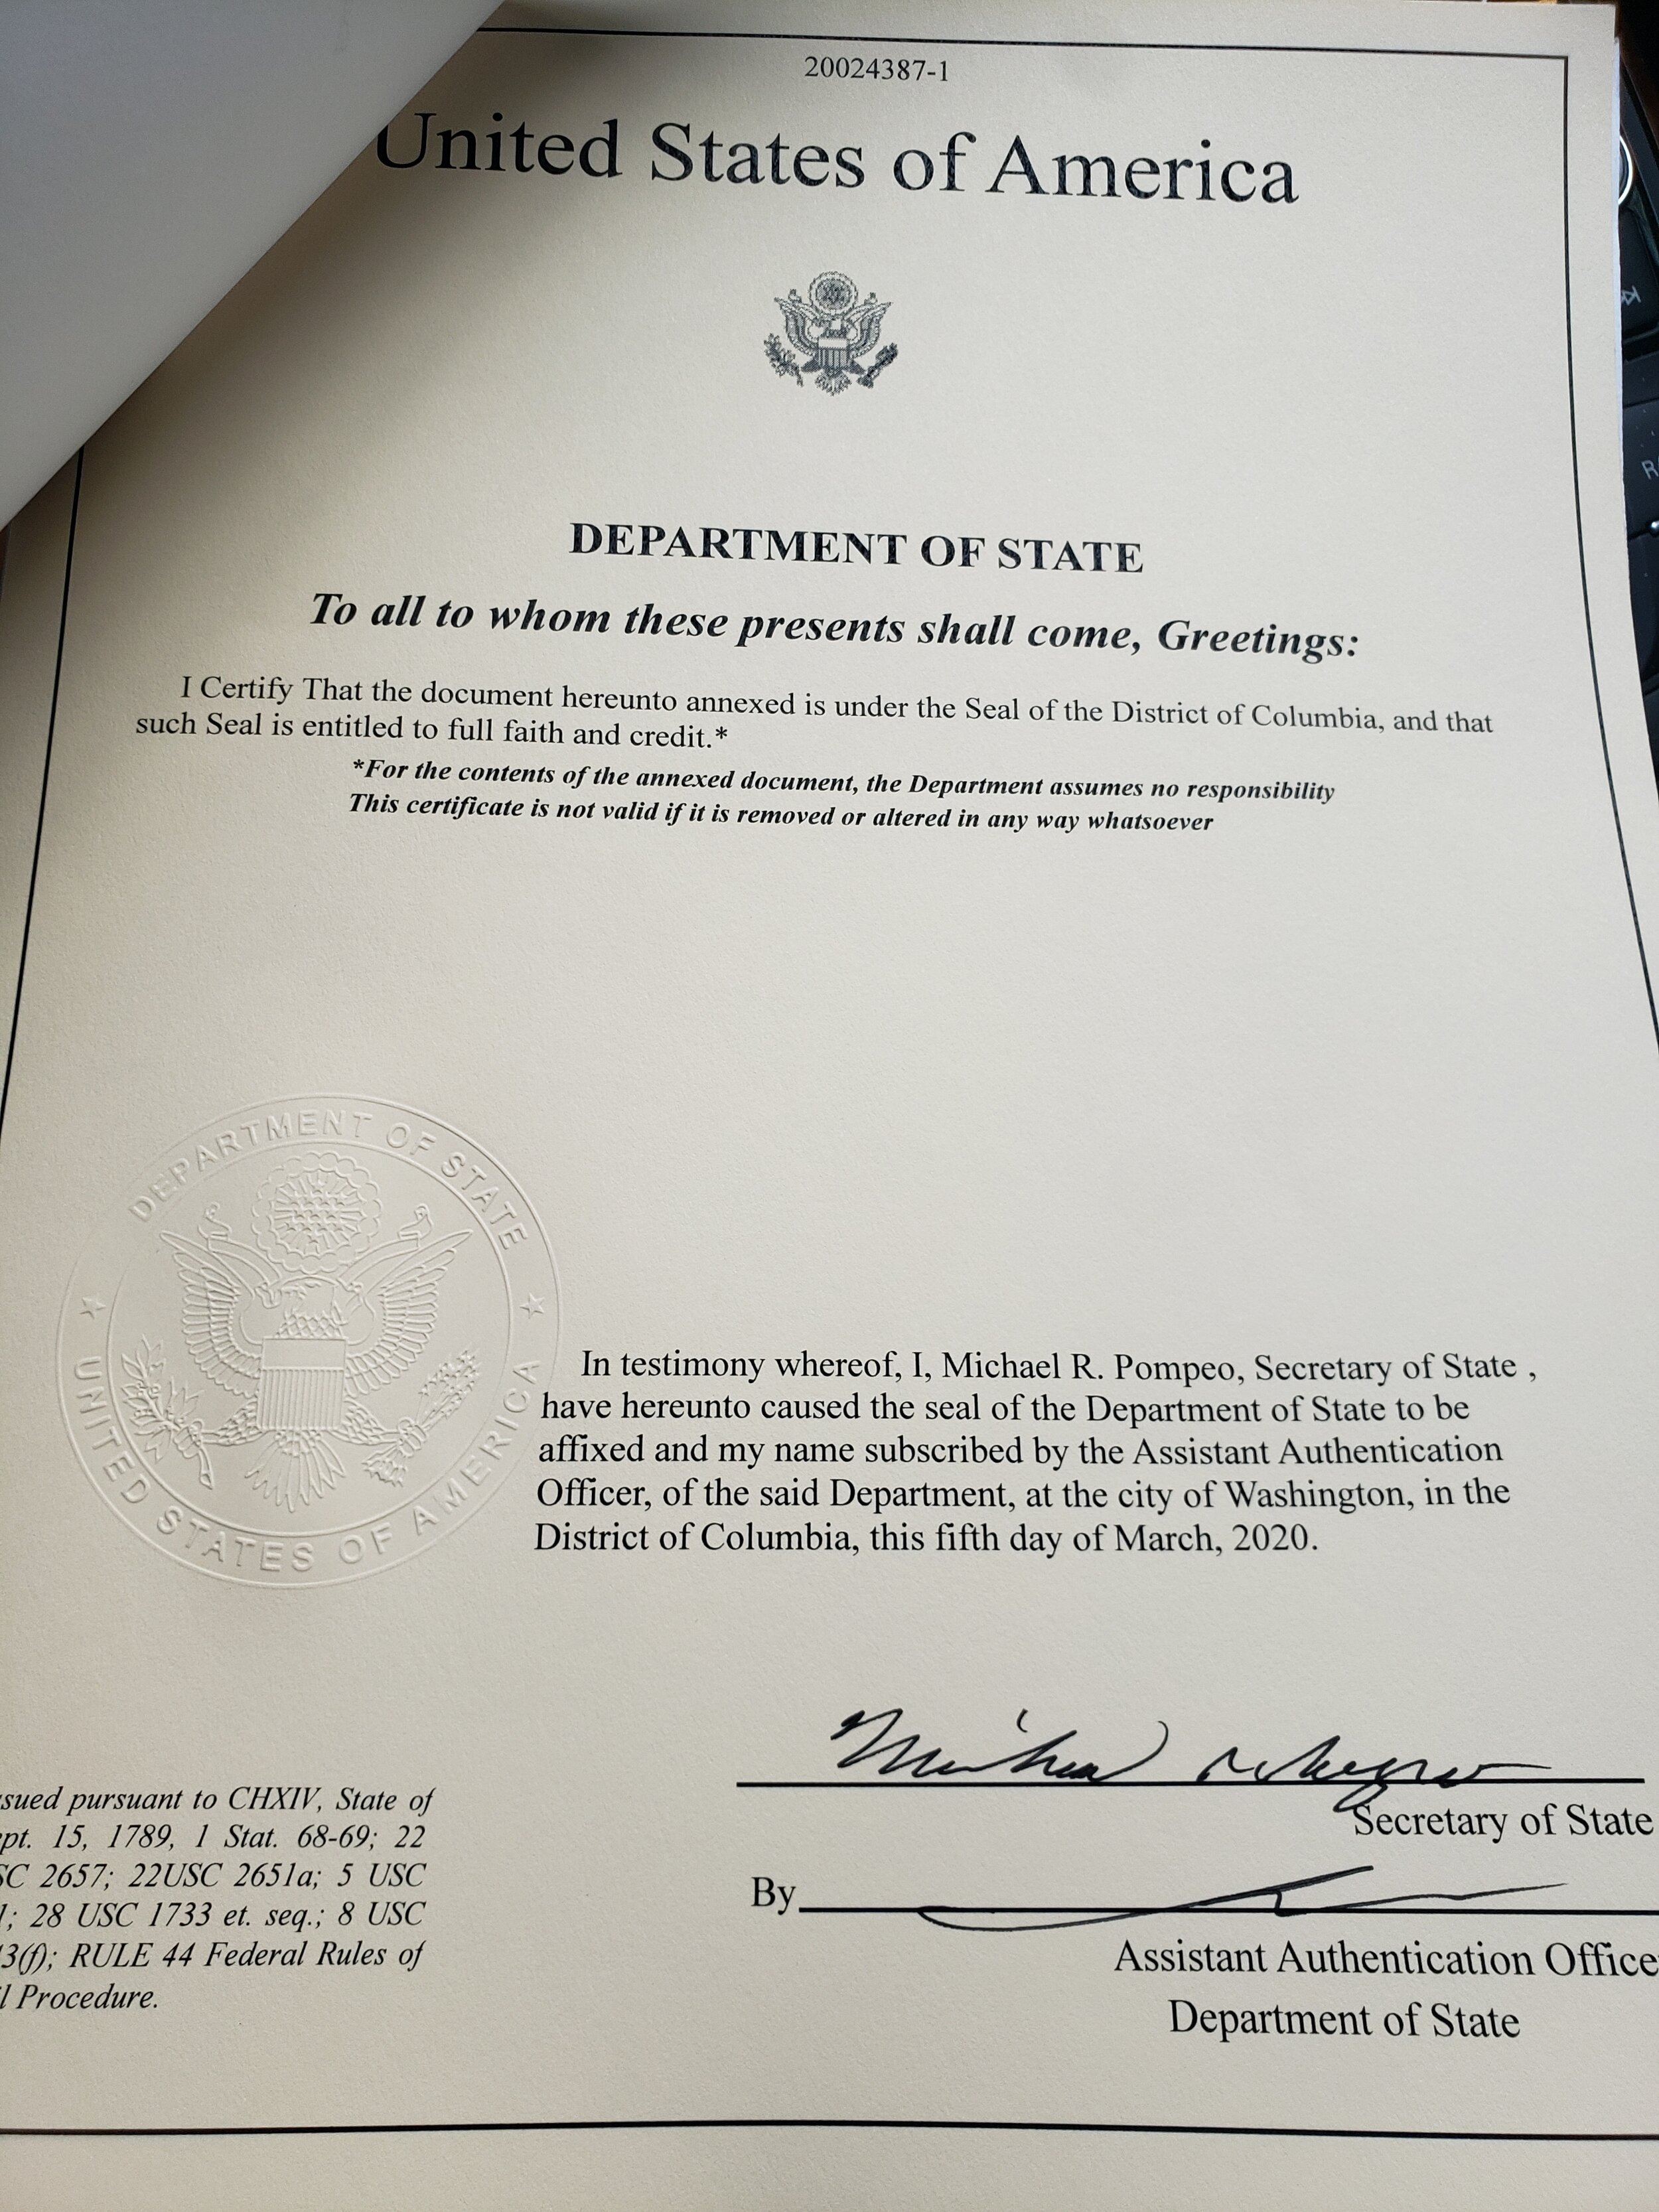 20024387-1
United States of America
DEPARTMENT OF STATE
To all to whom these presents shall come, Greetings:
I Certify That the document hereunto annexed is under the Seal of the District of Columbia, and that
such Seal is entitled to full faith and credit.*
*For the contents of the annexed document, the Department assumes no responsibility
This certificate is not valid if it is removed or altered in any way whatsoever
DEPARTMENT OF STATE
UNITED STATES OF AMERICA
In testimony whereof, I, Michael R. Pompeo, Secretary of State ,
have hereunto caused the seal of the Department of State to be
affixed and my name subscribed by the Assistant Authentication
Officer, of the said Department, at the city of Washington, in the
District of Columbia, this fifth day of March, 2020.
Secretary of State
By
Assistant Authentication Office
Department of State
sued pursuant to CHXIV, State of
pt. 15, 1789, 1 Stat. 68-69; 22
SC 2657; 22USC 2651a; 5 USC
1; 28 USC 1733 et. seq.; 8 USC
3(f); RULE 44 Federal Rules of
l Procedure.